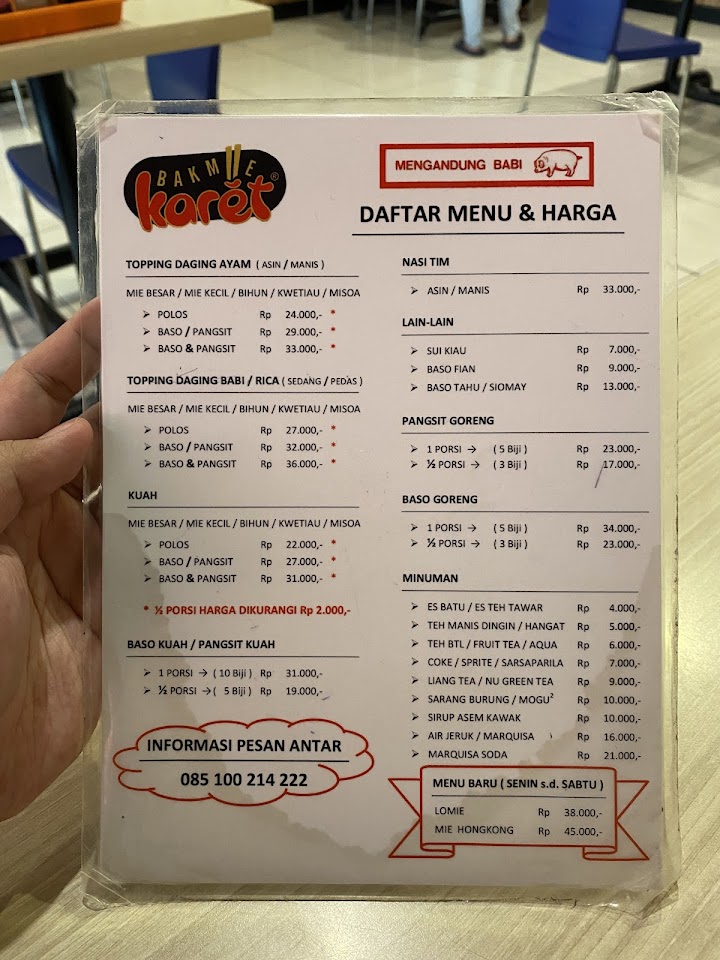 BAKMIE
karet®
MENGANDUNG BABI
DAFTAR MENU & HARGA
TOPPING DAGING AYAM ( ASIN / MANIS )
MIE BESAR / MIE KECIL / BIHUN / KWETIAU / MISOA
➢ POLOS Rp 24.000,- *
➢ BASO / PANGSIT Rp 29.000,- *
➢ BASO & PANGSIT Rp 33.000,- *
TOPPING DAGING BABI / RICA ( SEDANG / PEDAS )
MIE BESAR / MIE KECIL / BIHUN / KWETIAU / MISOA
➢ POLOS Rp 27.000,- *
➢ BASO / PANGSIT Rp 32.000,- *
➢ BASO & PANGSIT Rp 36.000,- *
KUAH
MIE BESAR / MIE KECIL / BIHUN / KWETIAU / MISOA
➢ POLOS Rp 22.000,- *
➢ BASO / PANGSIT Rp 27.000,- *
➢ BASO & PANGSIT Rp 31.000,- *
* ½ PORSI HARGA DIKURANGI Rp 2.000,-
BASO KUAH / PANGSIT KUAH
➢ 1 PORSI → ( 10 Biji ) Rp 31.000,-
➢ ½ PORSI → ( 5 Biji ) Rp 19.000,-
INFORMASI PESAN ANTAR
085 100 214 222
NASI TIM
➢ ASIN / MANIS Rp 33.000,-
LAIN-LAIN
➢ SUI KIAU Rp 7.000,-
➢ BASO FIAN Rp 9.000,-
➢ BASO TAHU / SIOMAY Rp 13.000,-
PANGSIT GORENG
➢ 1 PORSI → ( 5 Biji ) Rp 23.000,-
➢ ½ PORSI → ( 3 Biji ) Rp 17.000,-
BASO GORENG
➢ 1 PORSI → ( 5 Biji ) Rp 34.000,-
➢ ½ PORSI → ( 3 Biji ) Rp 23.000,-
MINUMAN
➢ ES BATU / ES TEH TAWAR Rp 4.000,-
➢ TEH MANIS DINGIN / HANGAT Rp 5.000,-
➢ TEH BTL / FRUIT TEA / AQUA Rp 6.000,-
➢ COKE / SPRITE / SARSAPARILA Rp 7.000,-
➢ LIANG TEA / NU GREEN TEA Rp 9.000,-
➢ SARANG BURUNG / MOGU² Rp 10.000,-
➢ SIRUP ASEM KAWAK Rp 10.000,-
➢ AIR JERUK / MARQUISA Rp 16.000,-
➢ MARQUISA SODA Rp 21.000,-
MENU BARU ( SENIN s.d. SABTU )
LOMIE Rp 38.000,-
MIE HONGKONG Rp 45.000,-